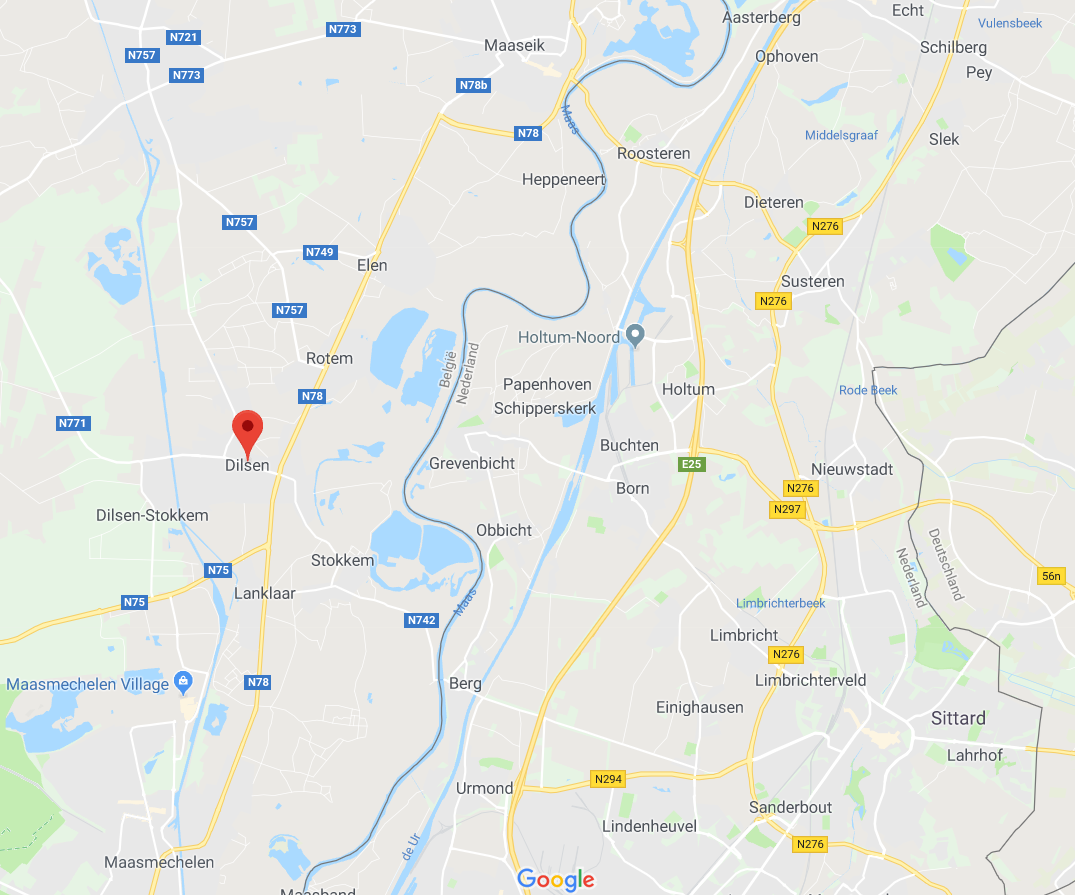 Echt
Aasterberg
Vulensbeek
N773
N721
Maaseik
Schilberg
N757
Ophoven
N773
Pey
N78b
Maas
N78
Middelsgraaf
Slek
Roosteren
Heppeneert
Dieteren
N757
N276
N749
Elen
Susteren
N276
N757
Holtum-Noord
Rotem
België
Nederland
Papenhoven
Holtum
Rode Beek
N78
Schipperskerk
N771
Buchten
Dilsen
Grevenbicht
E25
Nieuwstadt
Born
N276
N297
Dilsen-Stokkem
Obbicht
Stokkem
Deutschland
Nederland
N75
56n
Lanklaar
N75
Maas
Limbrichterbeek
N742
Limbricht
N276
Maasmechelen Village
N78
Berg
Limbrichterveld
Einighausen
Sittard
Lahrhof
N294
Urmond
Sanderbout
Lindenheuvel
de Ur
N276
Maasmechelen
Google
Maasband